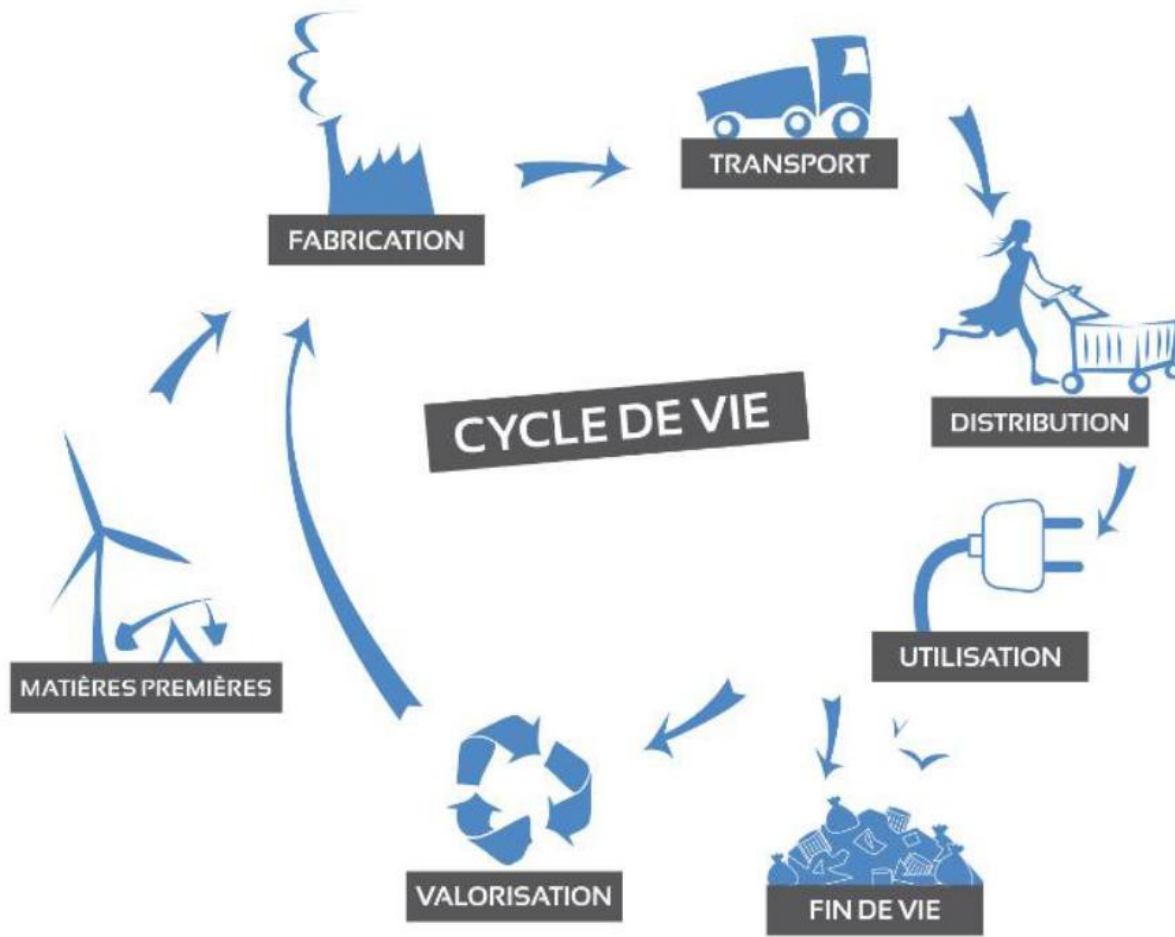 TRANSPORT
FABRICATION
CYCLE DE VIE
DISTRIBUTION
UTILISATION
MATIÈRES PREMIÈRES
VALORISATION
FIN DE VIE